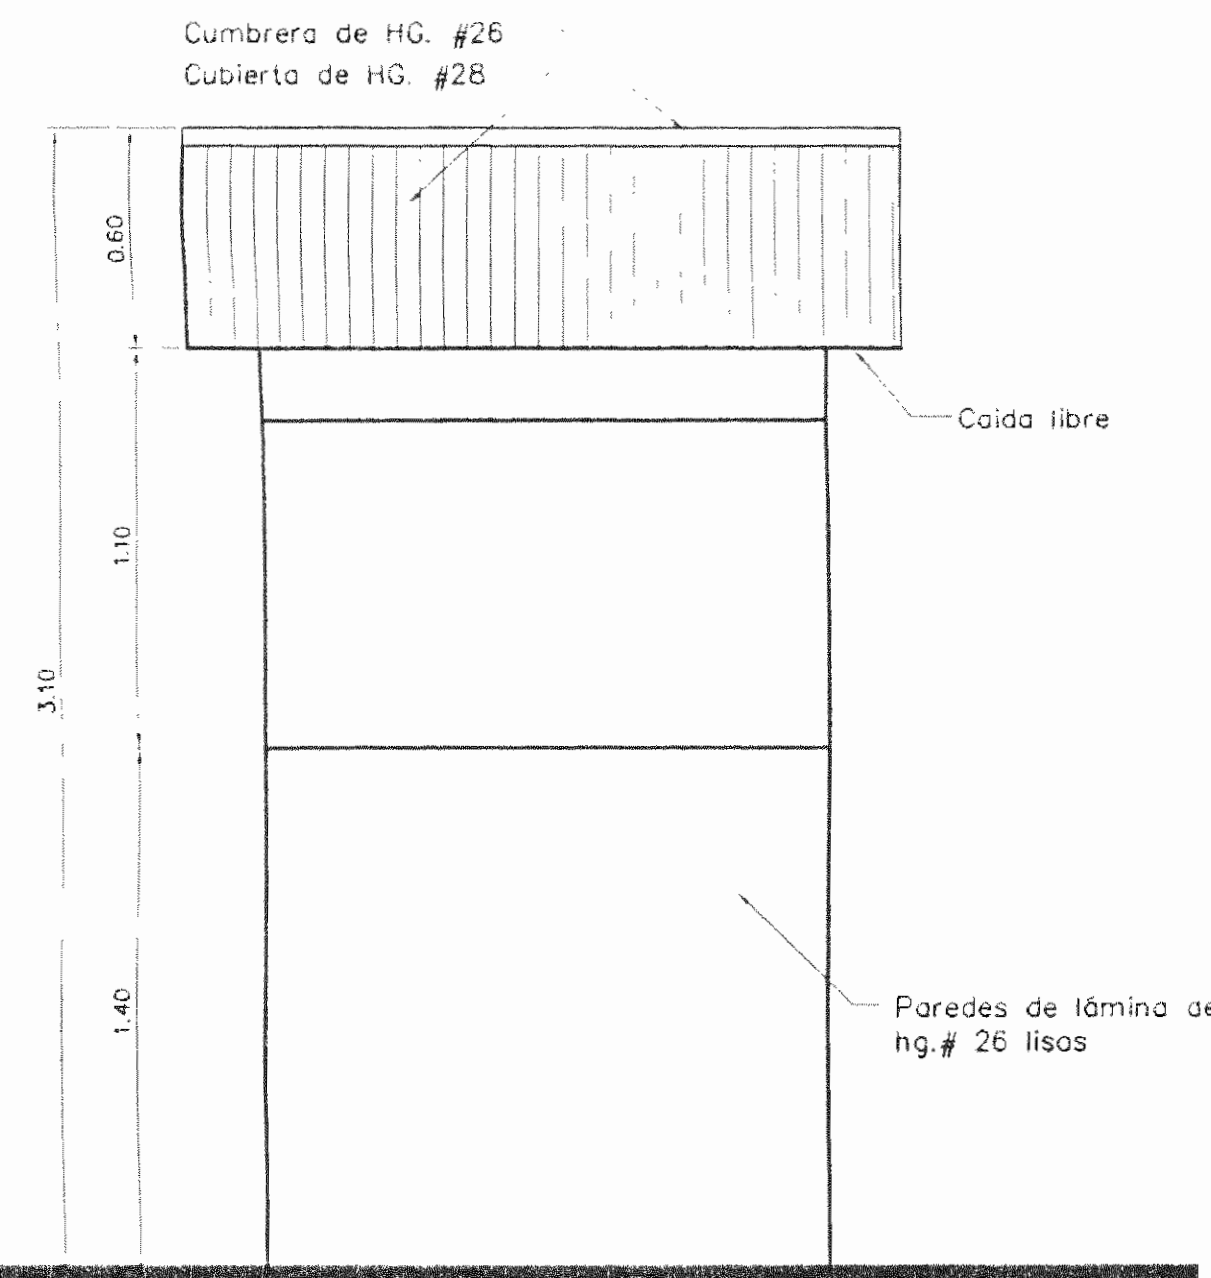 Cumbrera de HG. #26
Cubierta de HG. #28
0.60
Caida libre
1.10
3.10
1.40
Paredes de lámina de
hg.# 26 lisas